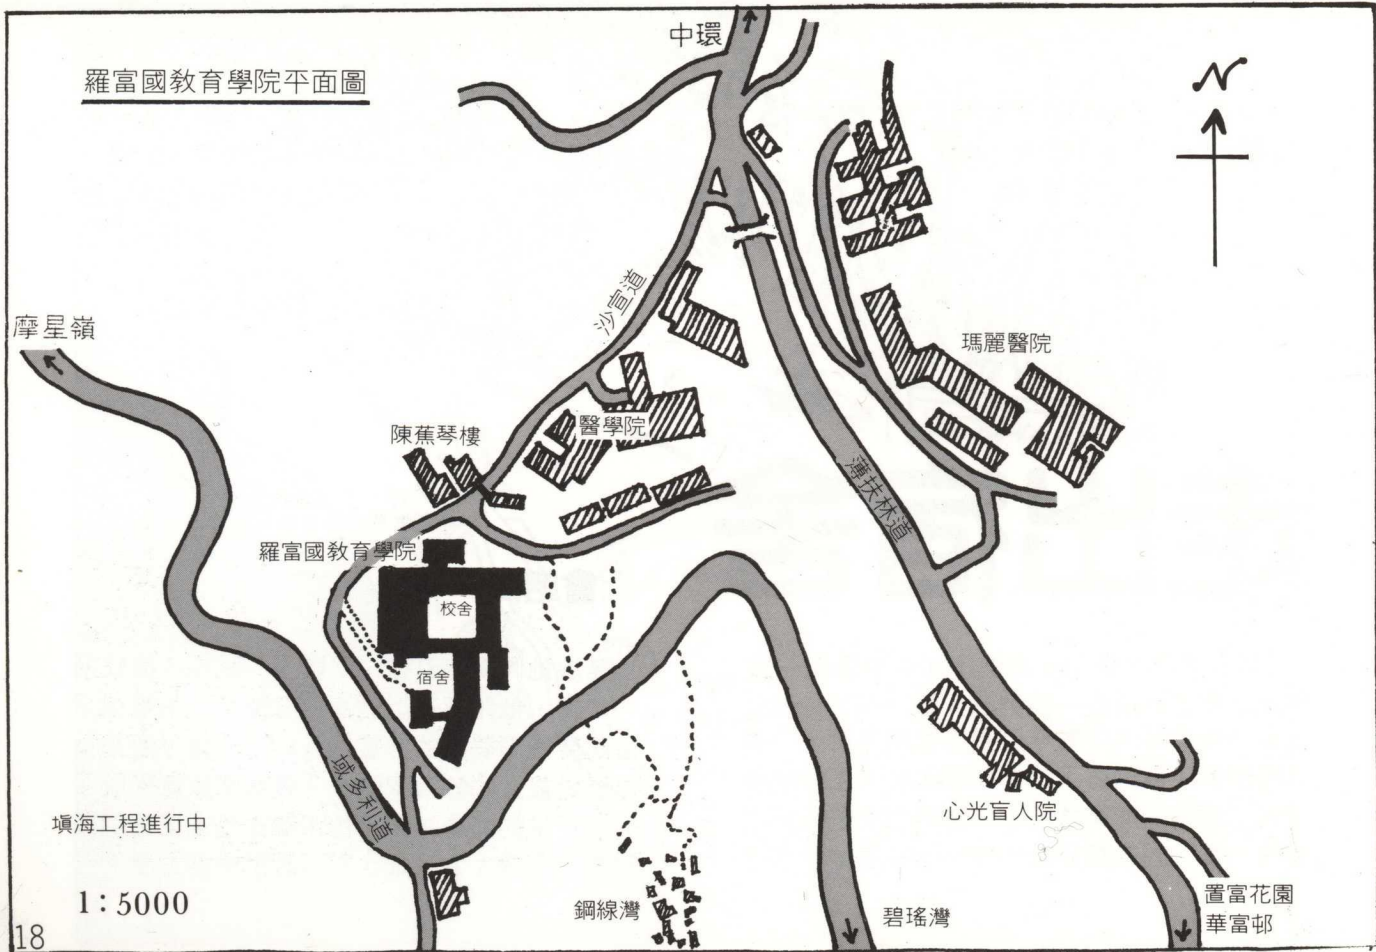 中環
羅富國敎育學院平面圖
N
沙宣道
摩星嶺
瑪麗醫院
陳蕉琴樓
醫學院
薄扶林道
羅富國敎育學院
校舍
宿舍
域多利道
心光盲人院
塡海工程進行中
1:5000
鋼線灣
碧瑤灣
置富花園
華富邨
18